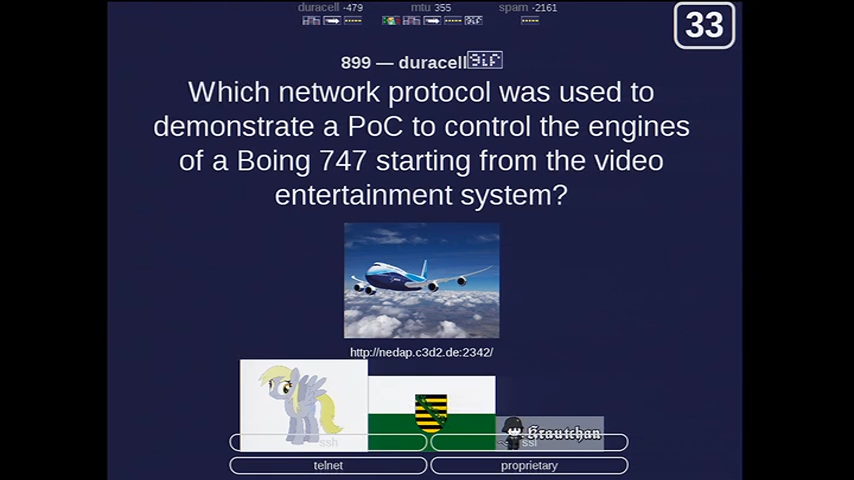 duracell -479 mtu 355 spam -2161
33
899 — duracell
Which network protocol was used to
demonstrate a PoC to control the engines
of a Boing 747 starting from the video
entertainment system?
http://nedap.c3d2.de:2342/
Krautchan
ssh ssl
telnet proprietary